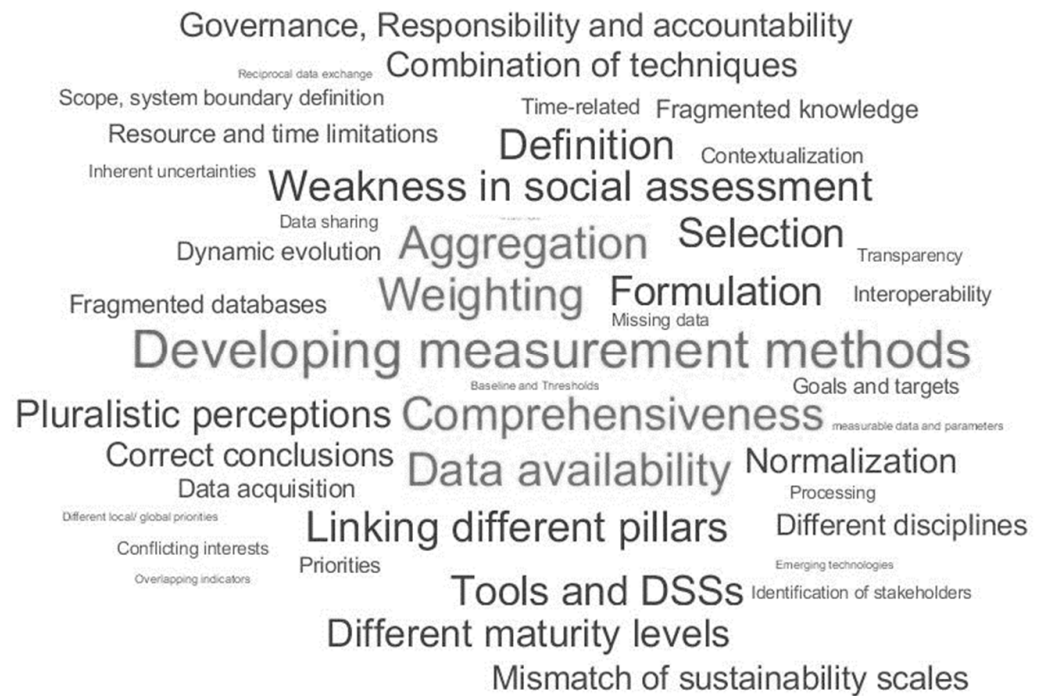 Governance, Responsibility and accountability
Reciprocal data exchange Combination of techniques
Scope, system boundary definition Time-related Fragmented knowledge
Resource and time limitations Definition Contextualization
Inherent uncertainties Weakness in social assessment
Data sharing Selection
Dynamic evolution Aggregation Transparency
Fragmented databases Weighting Formulation Interoperability
Missing data
Developing measurement methods
Baseline and Thresholds Goals and targets
Pluralistic perceptions Comprehensiveness measurable data and parameters
Correct conclusions Data availability Normalization
Data acquisition Processing
Different local/ global priorities Linking different pillars Different disciplines
Conflicting interests Priorities Emerging technologies
Overlapping indicators Tools and DSSs Identification of stakeholders
Different maturity levels
Mismatch of sustainability scales